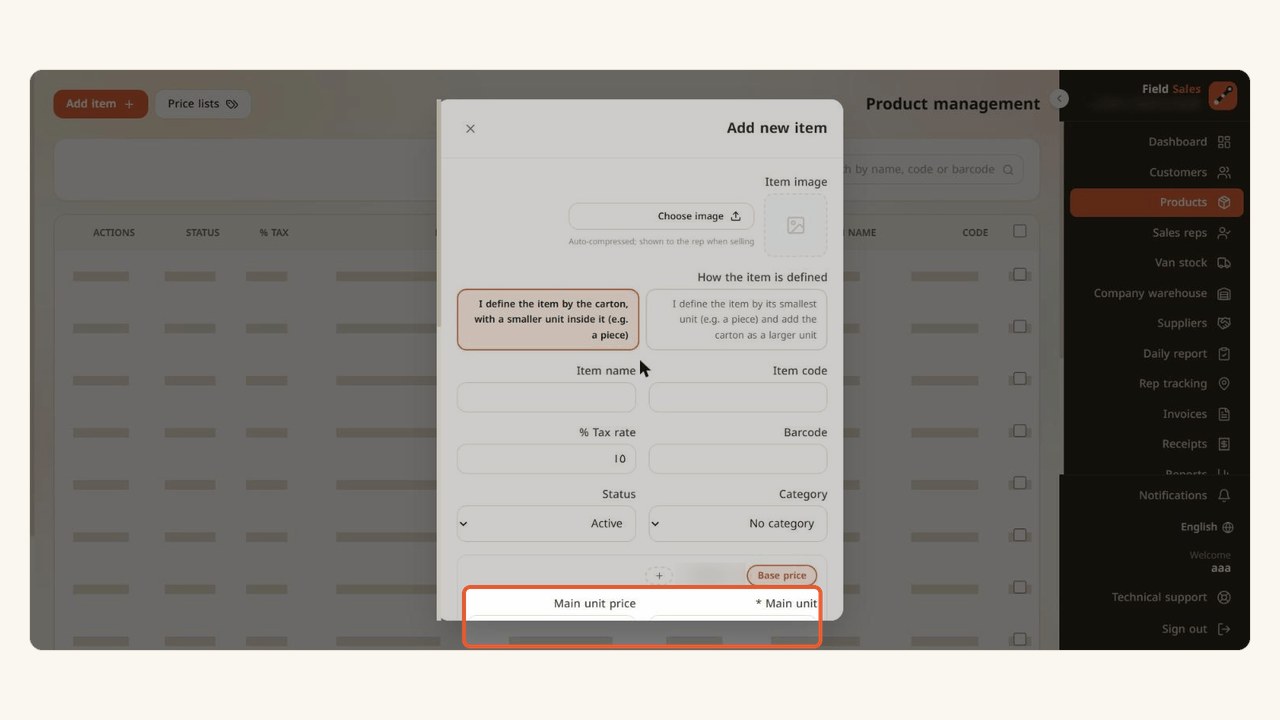 Add item
Price lists
Product management
Field Sales
Dashboard
Customers
Products
Sales reps
Van stock
Company warehouse
Suppliers
Daily report
Rep tracking
Invoices
Receipts
Notifications
English
Welcome
aaa
Technical support
Sign out
by name, code or barcode
ACTIONS
STATUS
% TAX
NAME
CODE
Add new item
Item image
Choose image
Auto-compressed; shown to the rep when selling
How the item is defined
I define the item by the carton,
with a smaller unit inside it (e.g.
a piece)
I define the item by its smallest
unit (e.g. a piece) and add the
carton as a larger unit
Item name
Item code
% Tax rate
Barcode
١٥
Status
Category
Active
No category
Base price
Main unit price
* Main unit